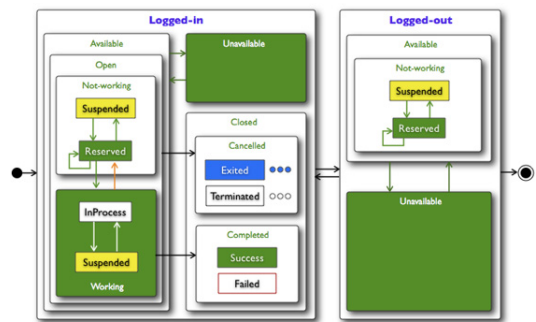 Logged-in
Available
Open
Not-working
Suspended
Reserved
InProcess
Suspended
Working
Unavailable
Closed
Cancelled
Exited
Terminated
Completed
Success
Failed
Logged-out
Available
Not-working
Suspended
Reserved
Unavailable